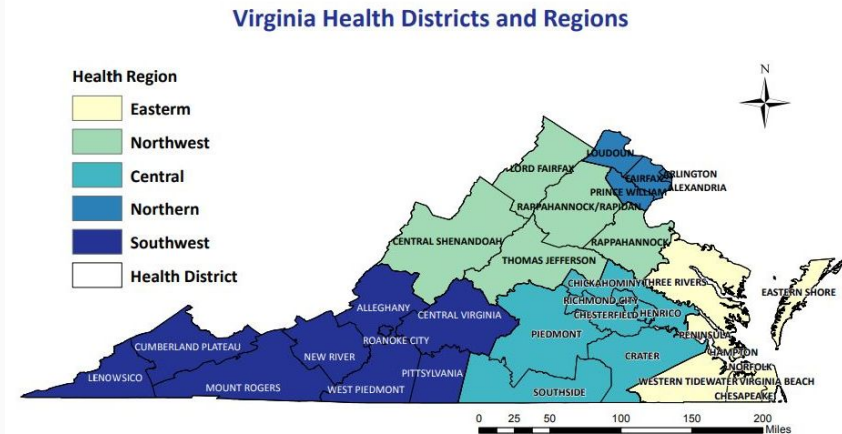 Virginia Health Districts and Regions
Health Region
Easterm
Northwest
Central
Northern
Southwest
Health District
N
LOUDOUN
LORD FAIRFAX
ARLINGTON
FAIRFAX
ALEXANDRIA
PRINCE WILLIAM
RAPPAHANNOCK/RAPIDAN
CENTRAL SHENANDOAH
RAPPAHANNOCK
THOMAS JEFFERSON
CHICKAHOMINY
THREE RIVERS
EASTERN SHORE
ALLEGHANY
RICHMOND CITY
CENTRAL VIRGINIA
CHESTERFIELD
HENRICO
PIEDMONT
PENINSULA
ROANOKE CITY
CUMBERLAND PLATEAU
NEW RIVER
CRATER
HAMPTON
NORFOLK
LENOWISCO
PITTSYLVANIA
MOUNT ROGERS
WEST PIEDMONT
SOUTHSIDE
WESTERN TIDEWATER
VIRGINIA BEACH
CHESAPEAKE
0 25 50 100 150 200
Miles